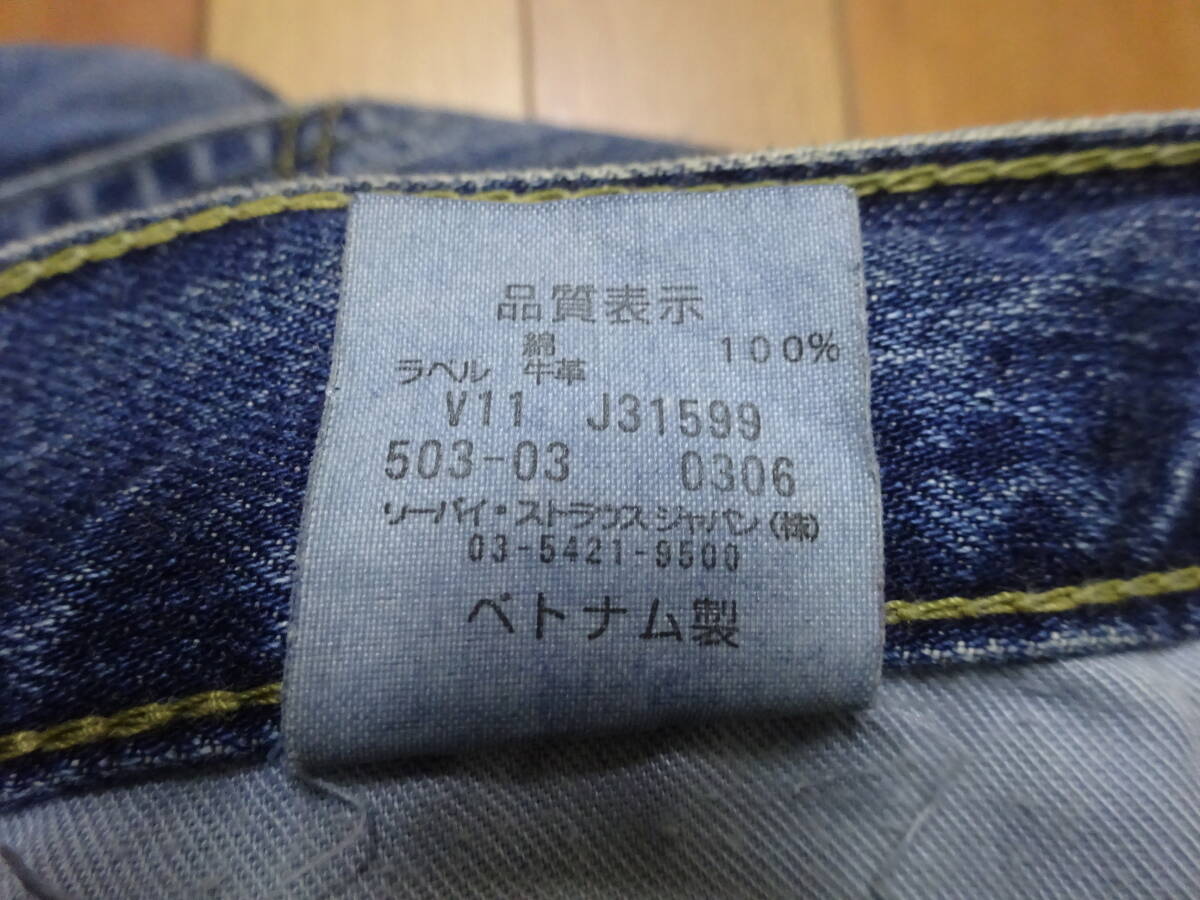 品質表示
綿 100%
ラベル 牛革
V11 J31599
503-03 0306
リーバイ・ストラウスジャパン(株)
03-5421-9500
ベトナム製